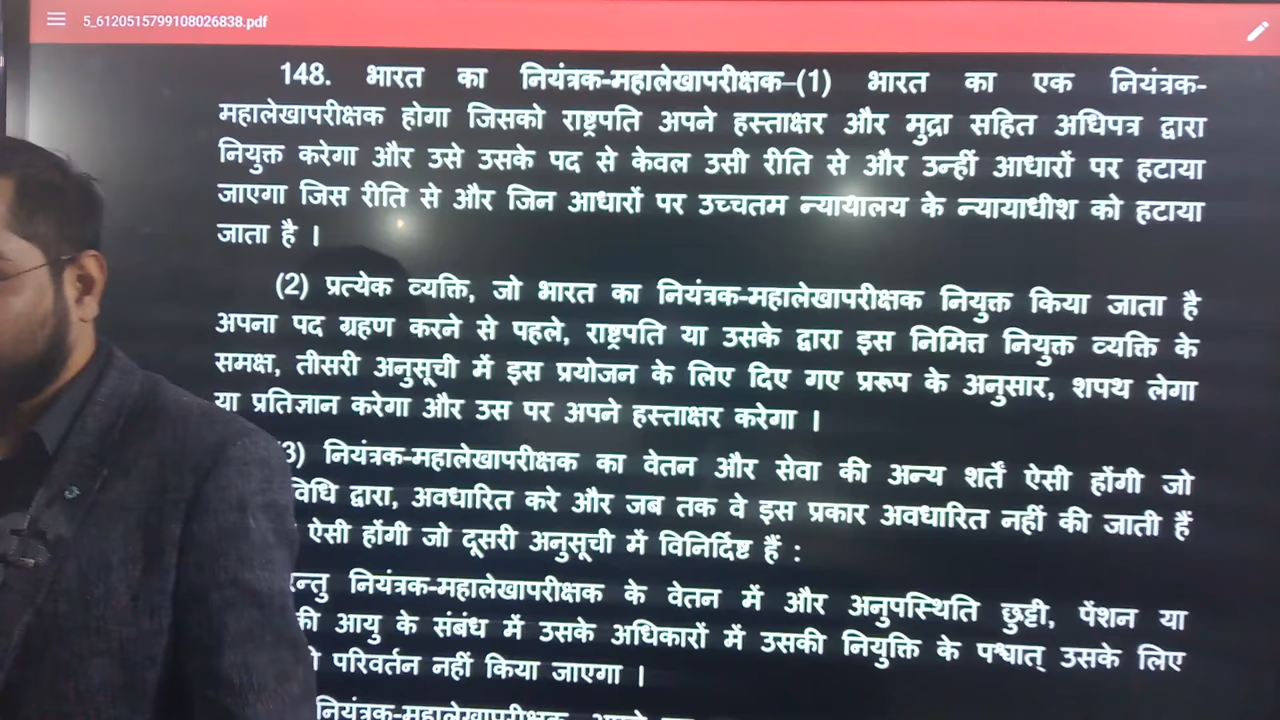 5_6120515799108026838.pdf
148. भारत का नियंत्रक-महालेखापरीक्षक–(1) भारत का एक नियंत्रक-
महालेखापरीक्षक होगा जिसको राष्ट्रपति अपने हस्ताक्षर और मुद्रा सहित अधिपत्र द्वारा
नियुक्त करेगा और उसे उसके पद से केवल उसी रीति से और उन्हीं आधारों पर हटाया
जाएगा जिस रीति से और जिन आधारों पर उच्चतम न्यायालय के न्यायाधीश को हटाया
जाता है ।
(2) प्रत्येक व्यक्ति, जो भारत का नियंत्रक-महालेखापरीक्षक नियुक्त किया जाता है
अपना पद ग्रहण करने से पहले, राष्ट्रपति या उसके द्वारा इस निमित्त नियुक्त व्यक्ति के
समक्ष, तीसरी अनुसूची में इस प्रयोजन के लिए दिए गए प्ररूप के अनुसार, शपथ लेगा
या प्रतिज्ञान करेगा और उस पर अपने हस्ताक्षर करेगा ।
3) नियंत्रक-महालेखापरीक्षक का वेतन और सेवा की अन्य शर्तें ऐसी होंगी जो
विधि द्वारा, अवधारित करे और जब तक वे इस प्रकार अवधारित नहीं की जाती हैं
ऐसी होंगी जो दूसरी अनुसूची में विनिर्दिष्ट हैं :
नियंत्रक-महालेखापरीक्षक के वेतन में और अनुपस्थिति छुट्टी, पेंशन या
की आयु के संबंध में उसके अधिकारों में उसकी नियुक्ति के पश्चात् उसके लिए
परिवर्तन नहीं किया जाएगा ।
नियंत्रक-महालेखापरीक्षक